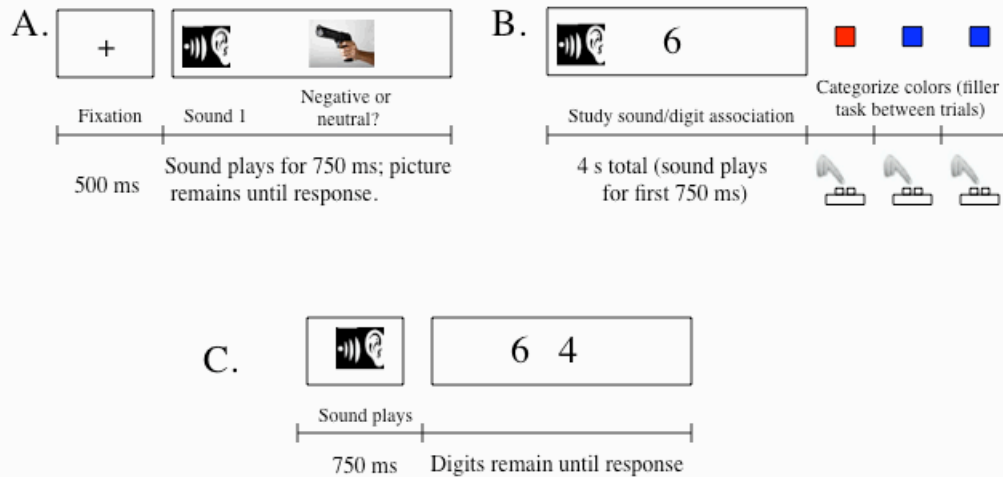 A.
+
Fixation
Sound 1
Negative or
neutral?
500 ms
Sound plays for 750 ms; picture
remains until response.
B.
6
Study sound/digit association
Categorize colors (filler
task between trials)
4 s total (sound plays
for first 750 ms)
C.
6 4
Sound plays
750 ms
Digits remain until response